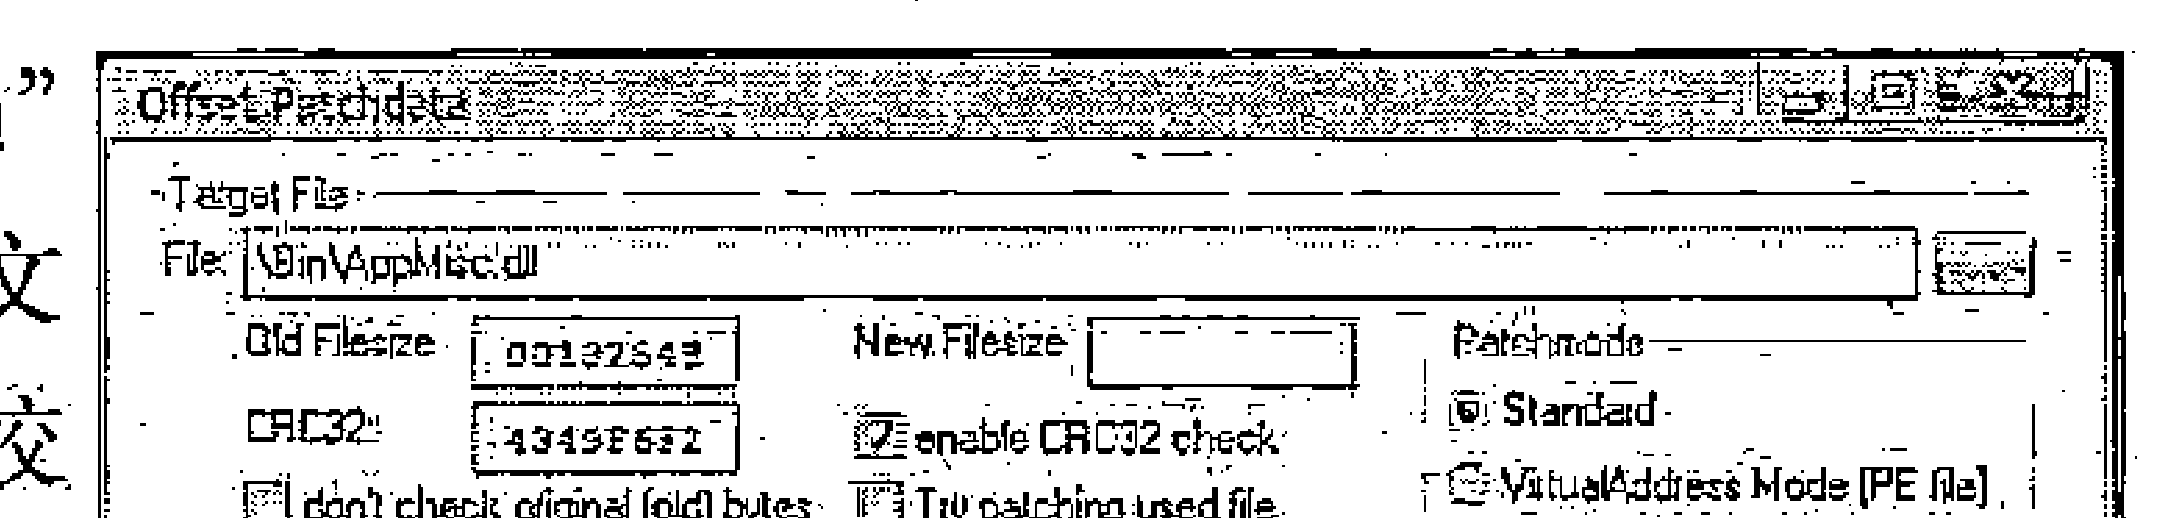 ”
Offset Patchdata
Target File
File: .\Bin\AppMisc.dll
文
Old Filesize New Filesize Patchmode
Standard
CRC32: enable CRC32 check
交
VirtualAddress Mode [PE file]
don't check original (old) bytes Try patching used file